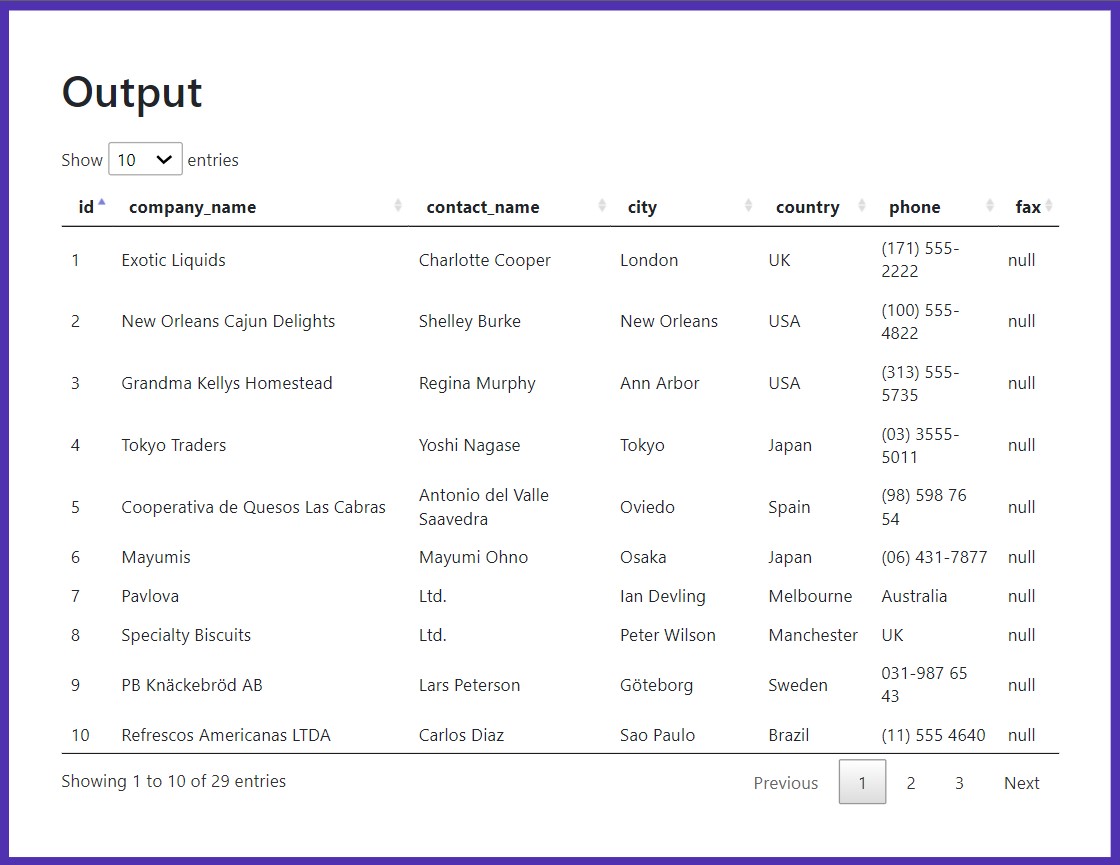 Output
Show 10 entries
id company_name contact_name city country phone fax
1 Exotic Liquids Charlotte Cooper London UK (171) 555-
2222 null
2 New Orleans Cajun Delights Shelley Burke New Orleans USA (100) 555-
4822 null
3 Grandma Kellys Homestead Regina Murphy Ann Arbor USA (313) 555-
5735 null
4 Tokyo Traders Yoshi Nagase Tokyo Japan (03) 3555-
5011 null
5 Cooperativa de Quesos Las Cabras Antonio del Valle
Saavedra Oviedo Spain (98) 598 76
54 null
6 Mayumis Mayumi Ohno Osaka Japan (06) 431-7877 null
7 Pavlova Ltd. Ian Devling Melbourne Australia null
8 Specialty Biscuits Ltd. Peter Wilson Manchester UK null
9 PB Knäckebröd AB Lars Peterson Göteborg Sweden 031-987 65
43 null
10 Refrescos Americanas LTDA Carlos Diaz Sao Paulo Brazil (11) 555 4640 null
Showing 1 to 10 of 29 entries Previous 1 2 3 Next